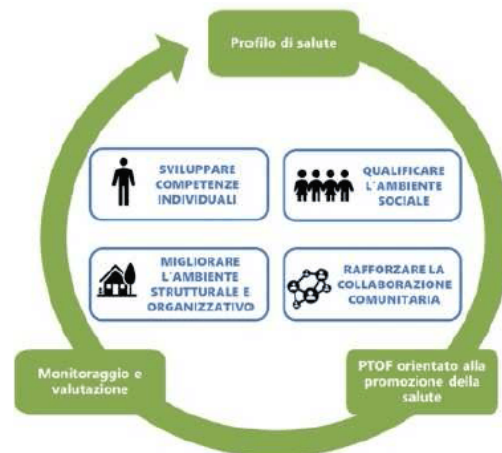 Profilo di salute
SVILUPPARE
COMPETENZE
INDIVIDUALI
QUALIFICARE
L'AMBIENTE
SOCIALE
MIGLIORARE
L'AMBIENTE
STRUTTURALE E
ORGANIZZATIVO
RAFFORZARE LA
COLLABORAZIONE
COMUNITARIA
Monitoraggio e
valutazione
PTOF orientato alla
promozione della
salute